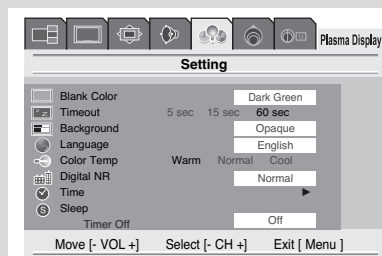 Plasma Display
Setting
Blank Color Dark Green
Timeout 5 sec 15 sec 60 sec
Background Opaque
Language English
Color Temp Warm Normal Cool
Digital NR Normal
Time ►
Sleep
Timer Off Off
Move [- VOL +] Select [- CH +] Exit [ Menu ]